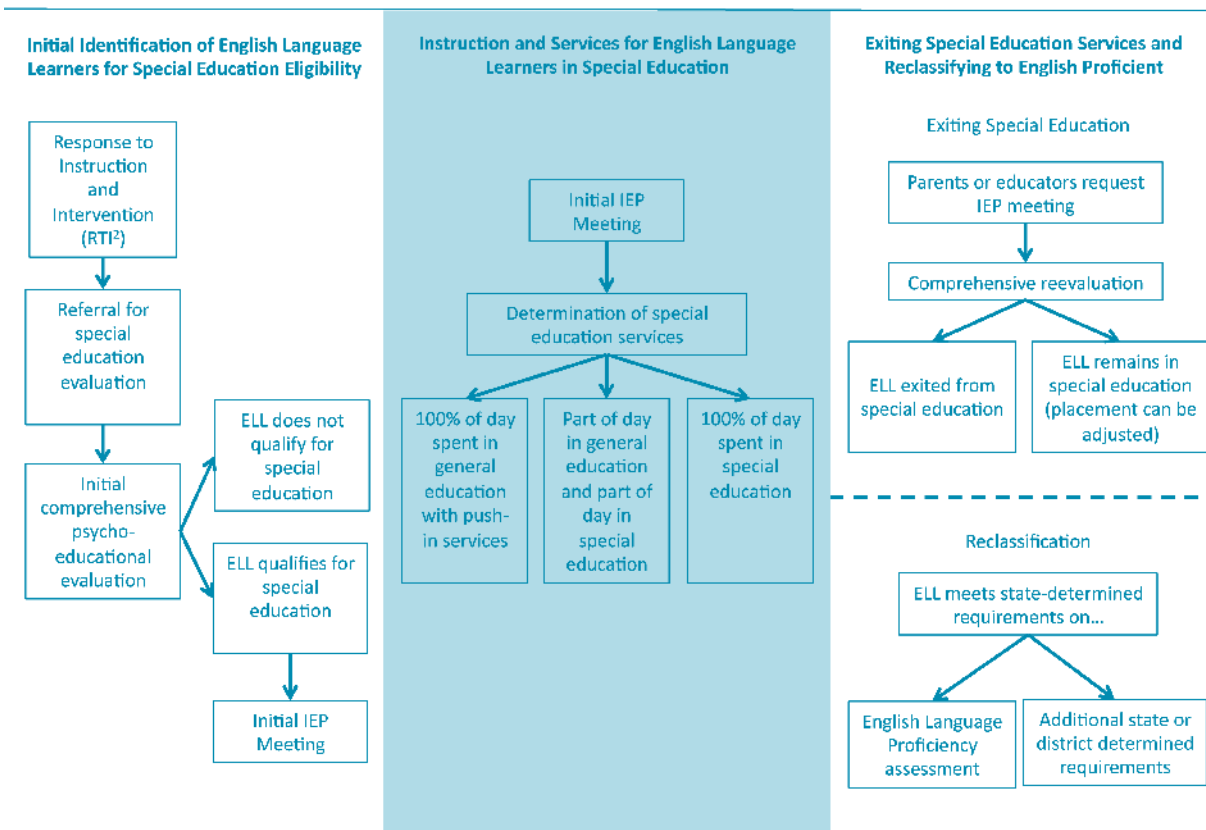 Initial Identification of English Language
Learners for Special Education Eligibility
Response to
Instruction
and
Intervention
(RTI²)
Referral for
special
education
evaluation
Initial
comprehensive
psycho-
educational
evaluation
ELL does not
qualify for
special
education
ELL qualifies for
special
education
Initial IEP
Meeting
Instruction and Services for English Language
Learners in Special Education
Initial IEP
Meeting
Determination of special
education services
100% of day
spent in
general
education
with push-
in services
Part of day
in general
education
and part of
day in
special
education
100% of day
spent in
special
education
Exiting Special Education Services and
Reclassifying to English Proficient
Exiting Special Education
Parents or educators request
IEP meeting
Comprehensive reevaluation
ELL exited from
special education
ELL remains in
special education
(placement can be
adjusted)
Reclassification
ELL meets state-determined
requirements on...
English Language
Proficiency
assessment
Additional state or
district determined
requirements